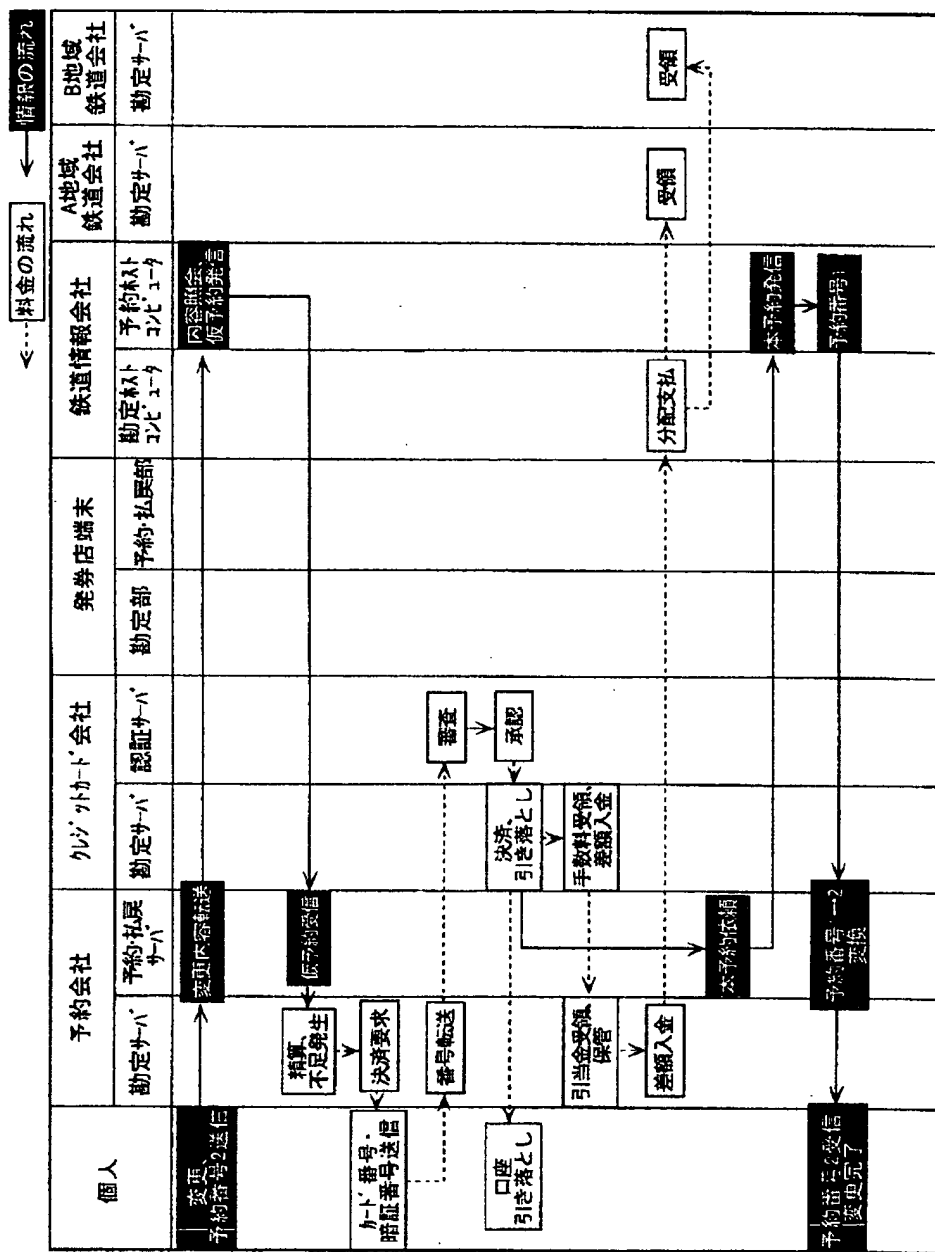 料金の流れ
情報の流れ
個人
予約会社
クレジットカード会社
発券店端末
鉄道情報会社
A地域
鉄道会社
B地域
鉄道会社
勘定サーバ
予約・払戻
サーバ
勘定サーバ
認証サーバ
勘定部
予約・払戻部
勘定ホスト
コンピュータ
予約ホスト
コンピュータ
勘定サーバ
勘定サーバ
変更、
予約番号2送信
変更内容転送
内容照会、
仮予約発信
仮予約受信
精算、
不足発生
決済要求
カード番号・
暗証番号送信
番号転送
審査
承認
決済、
引き落とし
口座
引き落とし
手数料受領、
差額入金
引当金受領、
保管
差額入金
分配支払
受領
受領
本予約依頼
本予約発信
予約番号1
予約番号1→2
変換
予約番号2受信
変更完了